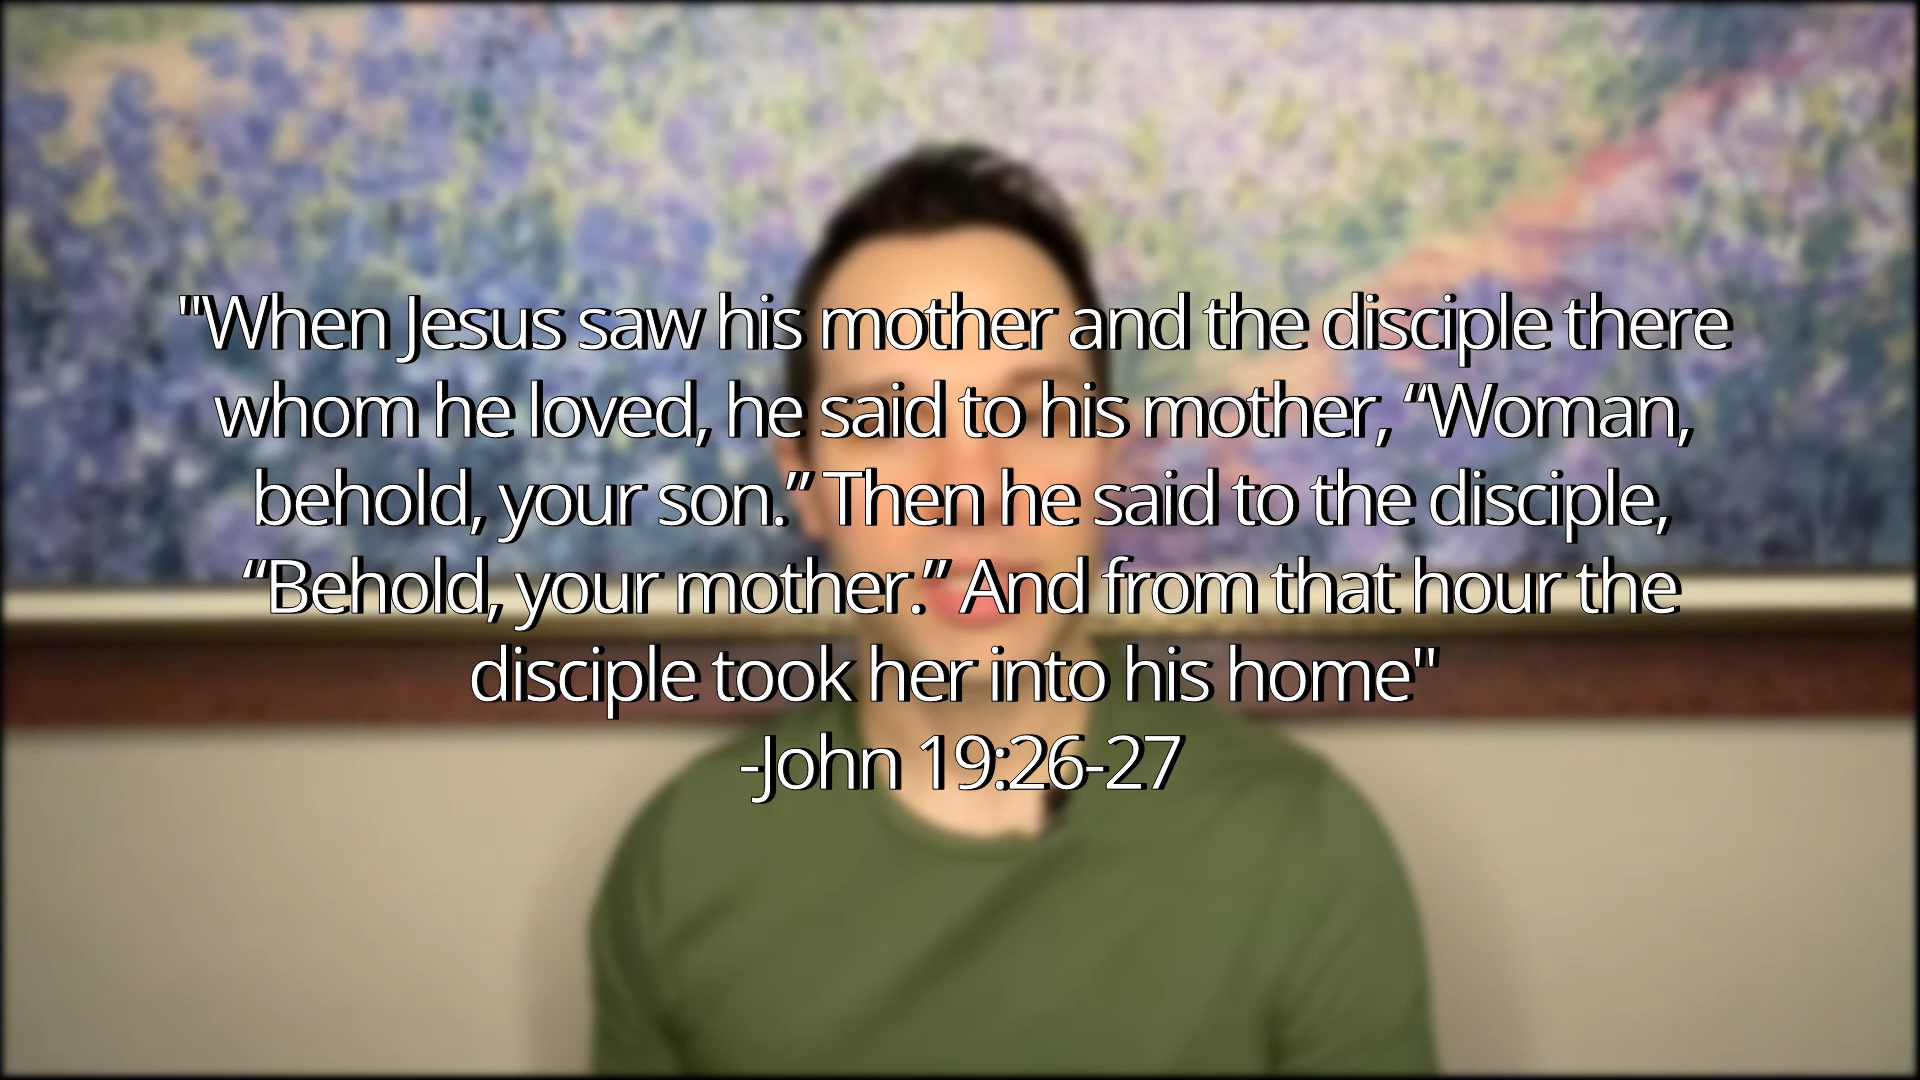 "When Jesus saw his mother and the disciple there
whom he loved, he said to his mother, “Woman,
behold, your son.” Then he said to the disciple,
“Behold, your mother.” And from that hour the
disciple took her into his home"
-John 19:26-27